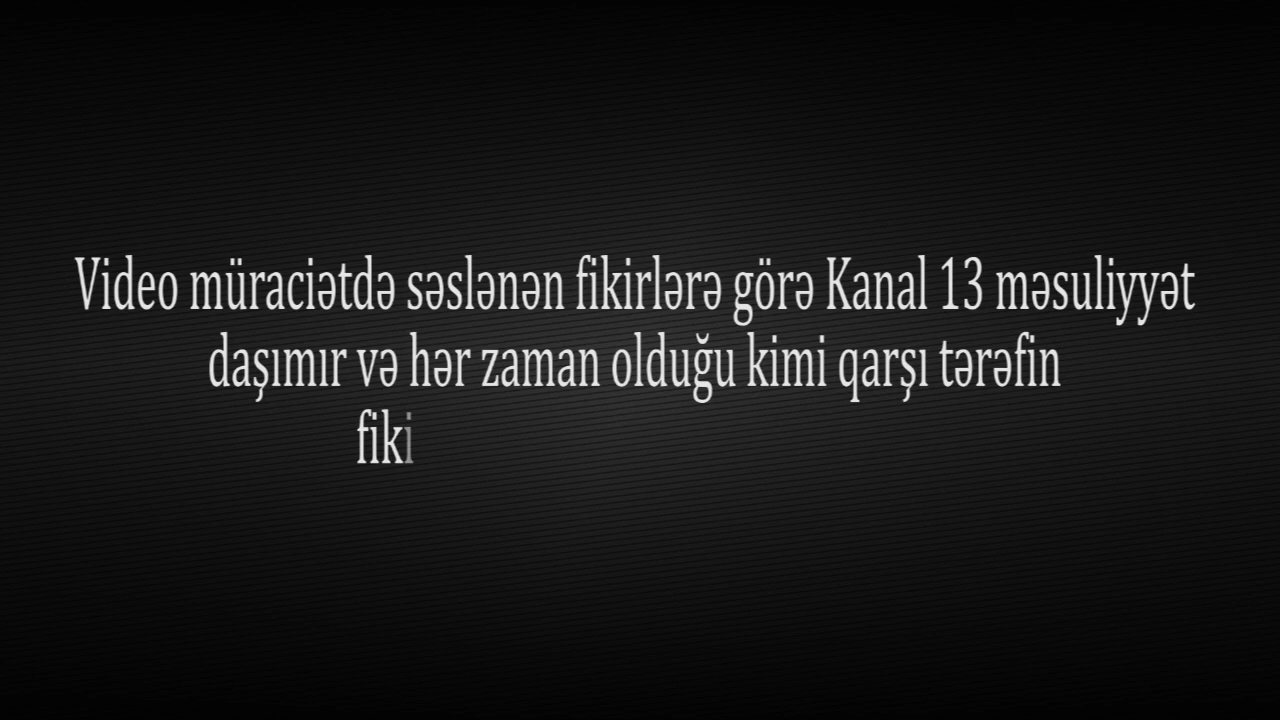 Video müraciətdə səslənən fikirlərə görə Kanal 13 məsuliyyət
daşımır və hər zaman olduğu kimi qarşı tərəfin
fiki